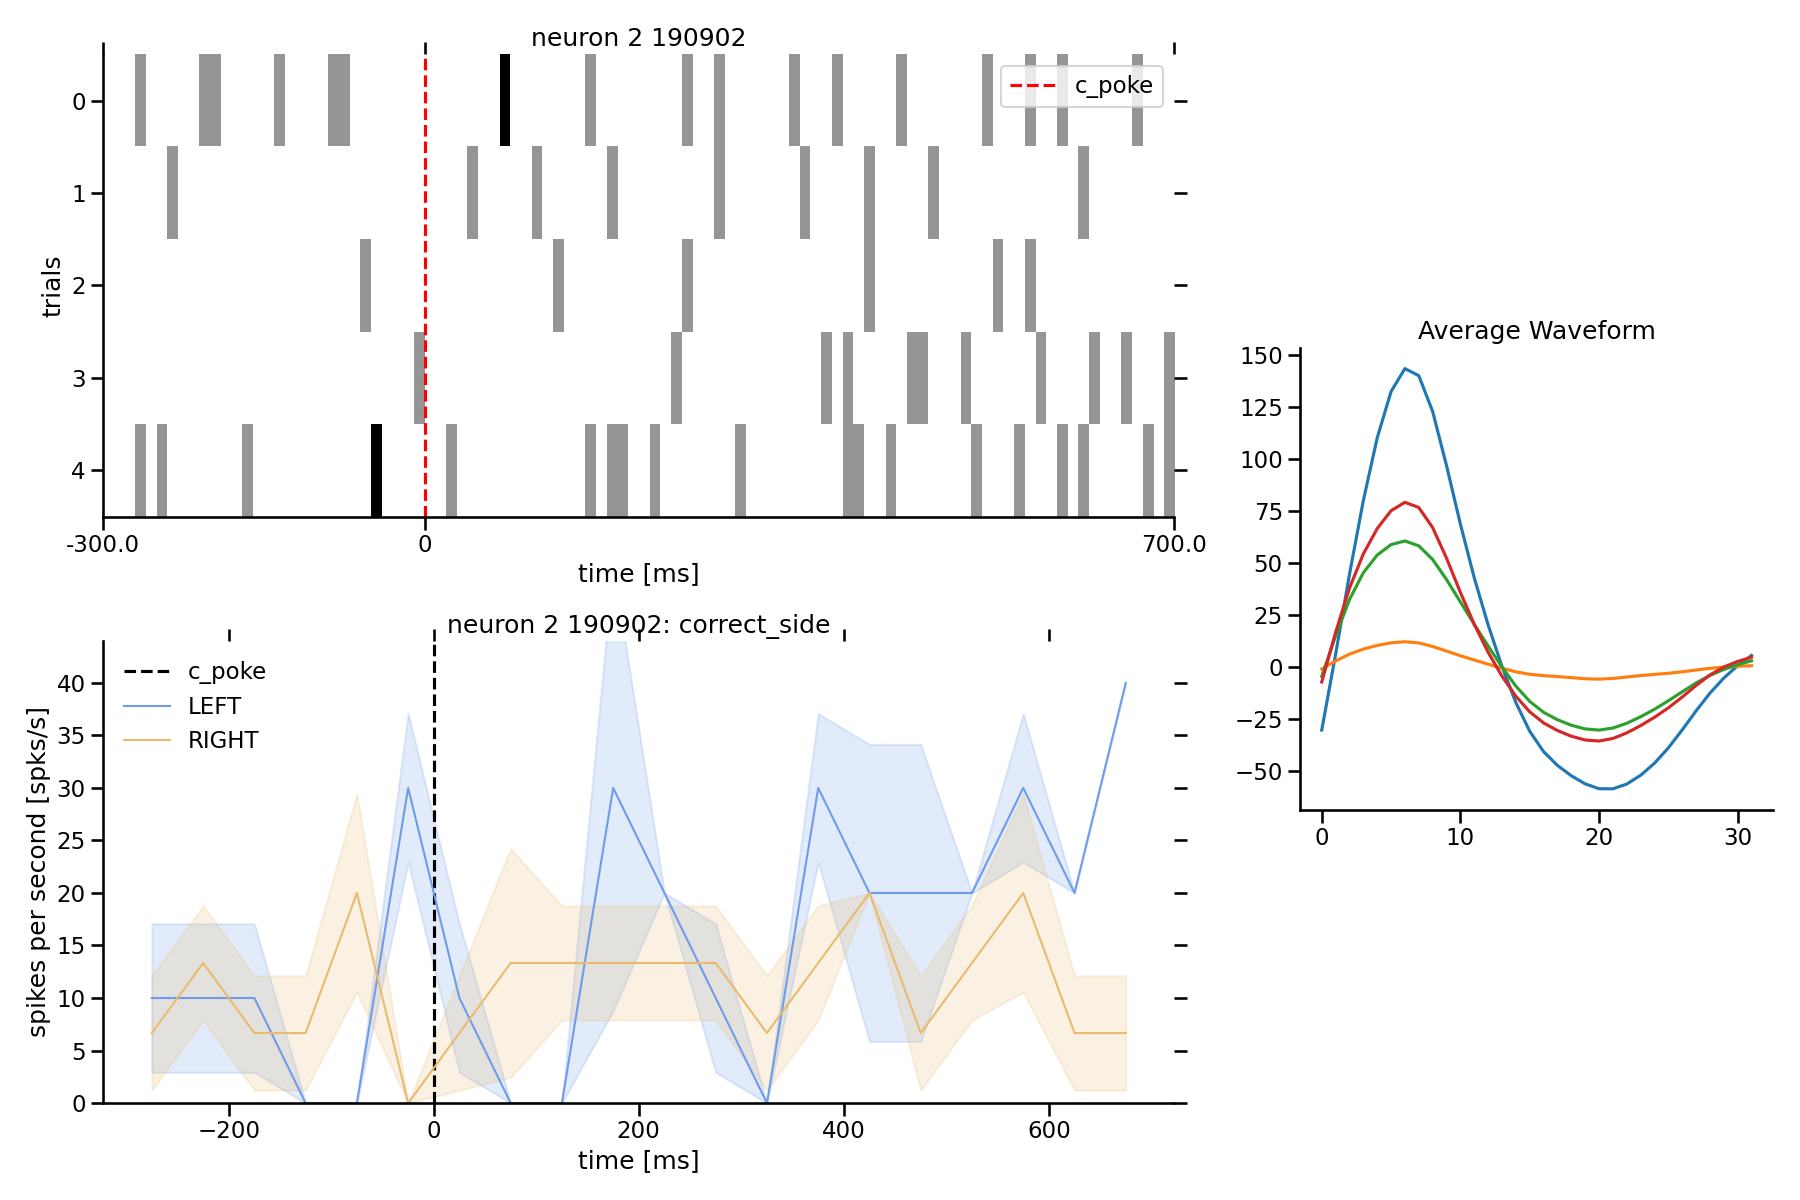 neuron 2 190902
c_poke
0
1
2
3
4
trials
-300.0 0 700.0
time [ms]
neuron 2 190902: correct_side
c_poke
LEFT
RIGHT
40
35
30
25
20
15
10
5
0
spikes per second [spks/s]
−200 0 200 400 600
time [ms]
Average Waveform
150
125
100
75
50
25
0
−25
−50
0 10 20 30